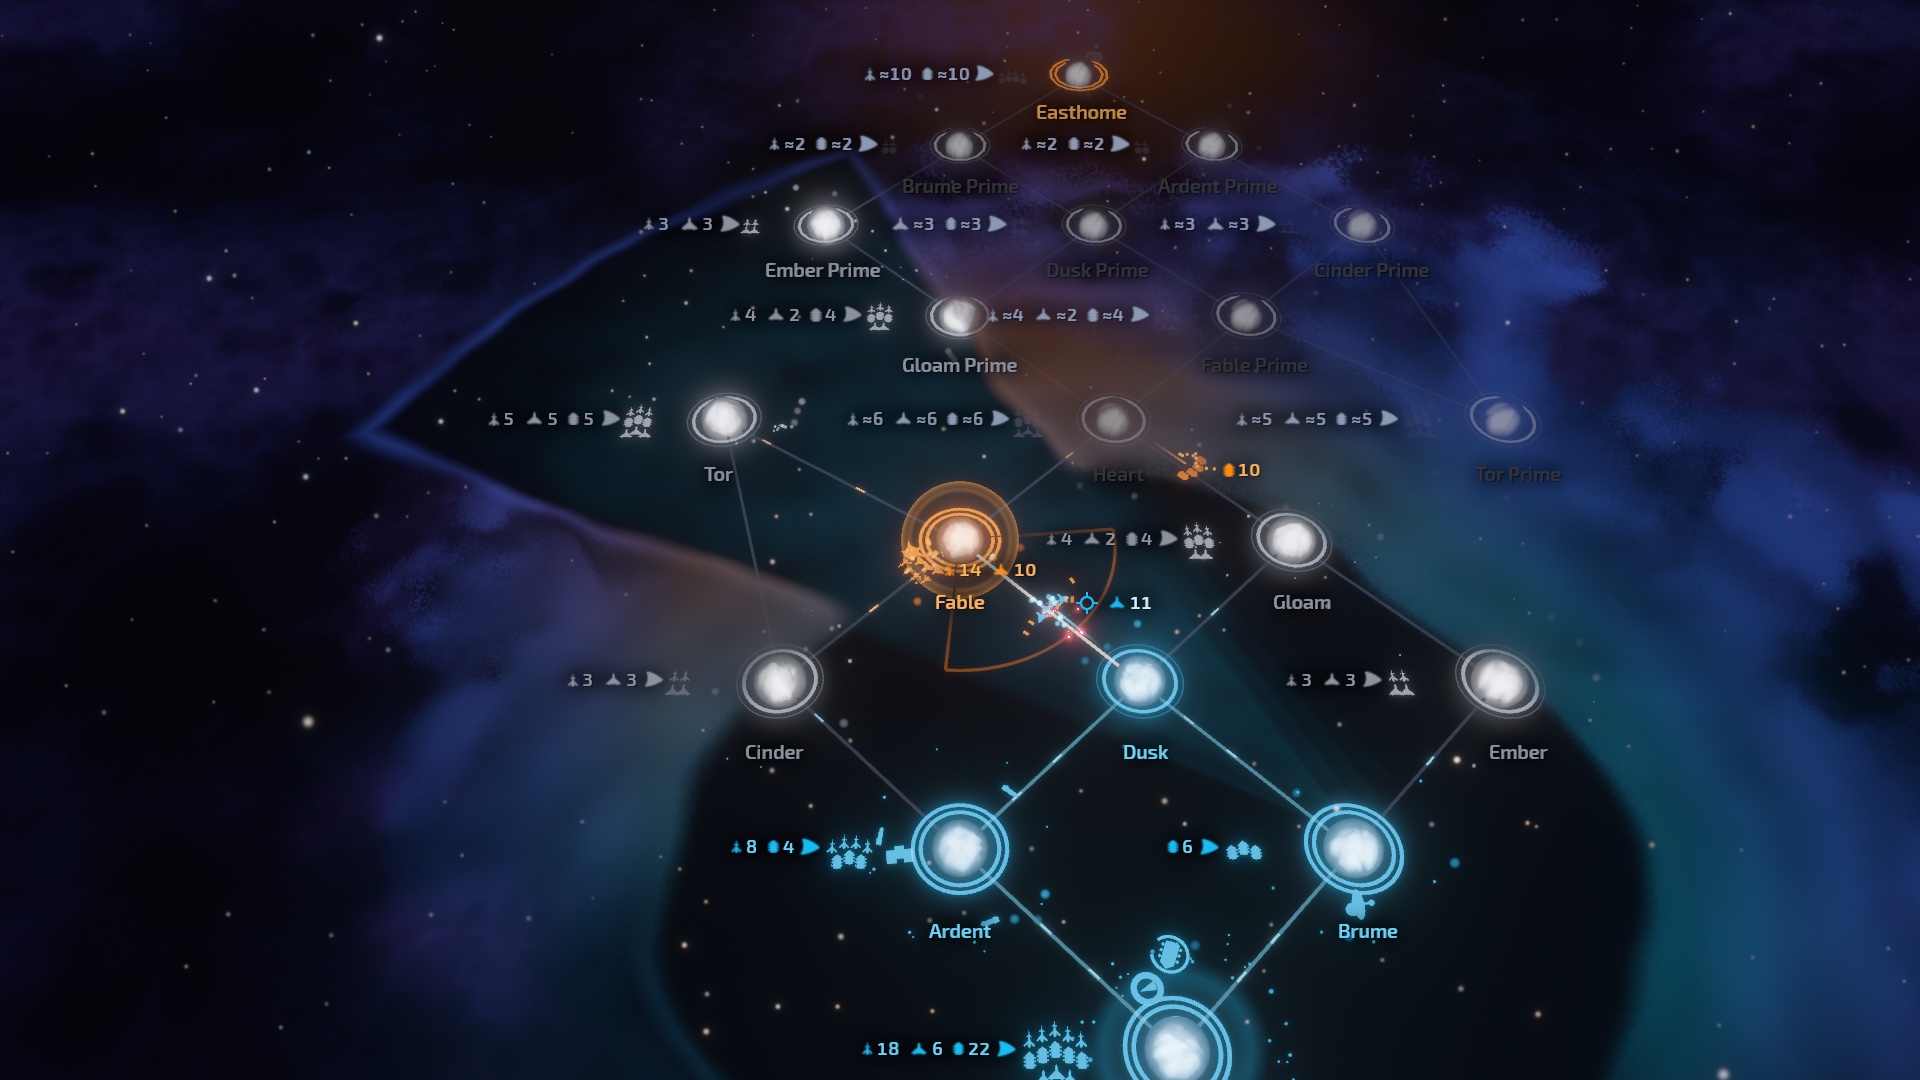 ≈10 ≈10
Easthome
≈2 ≈2
≈2 ≈2
Brume Prime
Ardent Prime
3 3
≈3 ≈3
≈3 ≈3
Ember Prime
Dusk Prime
Cinder Prime
4 2 4
≈4 ≈2 ≈4
Gloam Prime
Fable Prime
5 5 5
≈6 ≈6 ≈6
≈5 ≈5 ≈5
Tor
Heart
10
Tor Prime
4 2 4
14 10
Fable
11
Gloam
3 3
3 3
Cinder
Dusk
Ember
8 4
6
Ardent
Brume
18 6 22